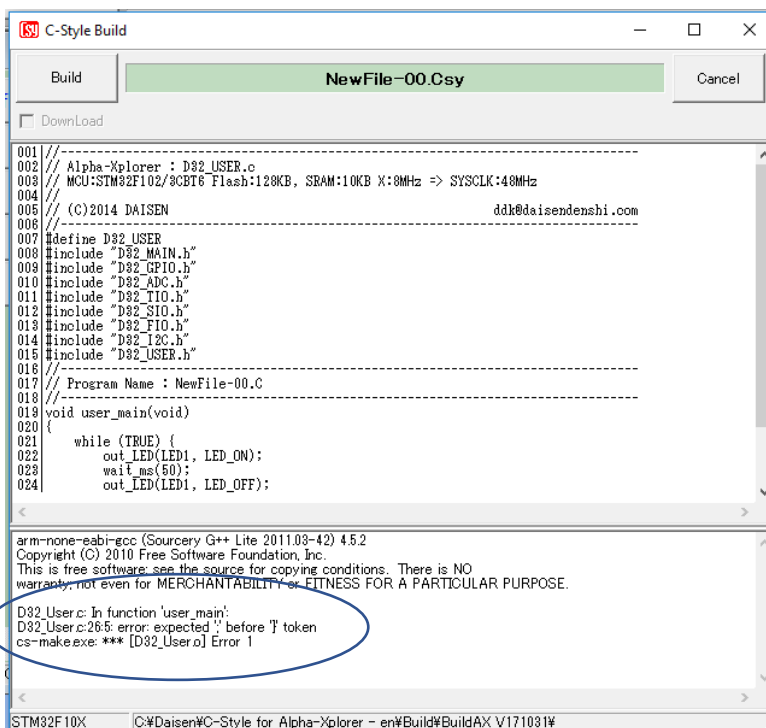 C-Style Build
Build
NewFile-00.Csy
Cancel
DownLoad
001 //--------------------------------------------------------------------------------
002 // Alpha-Xplorer : D32_USER.c
003 // MCU:STM32F102/3CBT6 Flash:128KB, SRAM:10KB X:8MHz => SYSCLK:48MHz
004 //
005 // (C)2014 DAISEN ddk@daisendenshi.com
006 //--------------------------------------------------------------------------------
007 #define D32_USER
008 #include "D32_MAIN.h"
009 #include "D32_GPIO.h"
010 #include "D32_ADC.h"
011 #include "D32_TIO.h"
012 #include "D32_SIO.h"
013 #include "D32_FIO.h"
014 #include "D32_I2C.h"
015 #include "D32_USER.h"
016 //--------------------------------------------------------------------------------
017 // Program Name : NewFile-00.C
018 //--------------------------------------------------------------------------------
019 void user_main(void)
020 {
021 while (TRUE) {
022 out_LED(LED1, LED_ON);
023 wait_ms(50);
024 out_LED(LED1, LED_OFF);
arm-none-eabi-gcc (Sourcery G++ Lite 2011.03-42) 4.5.2
Copyright (C) 2010 Free Software Foundation, Inc.
This is free software; see the source for copying conditions. There is NO
warranty; not even for MERCHANTABILITY or FITNESS FOR A PARTICULAR PURPOSE.
D32_User.c: In function 'user_main':
D32_User.c:26:5: error: expected ';' before '}' token
cs-make.exe: *** [D32_User.o] Error 1
STM32F10X
C:¥Daisen¥C-Style for Alpha-Xplorer - en¥Build¥BuildAX V171031¥